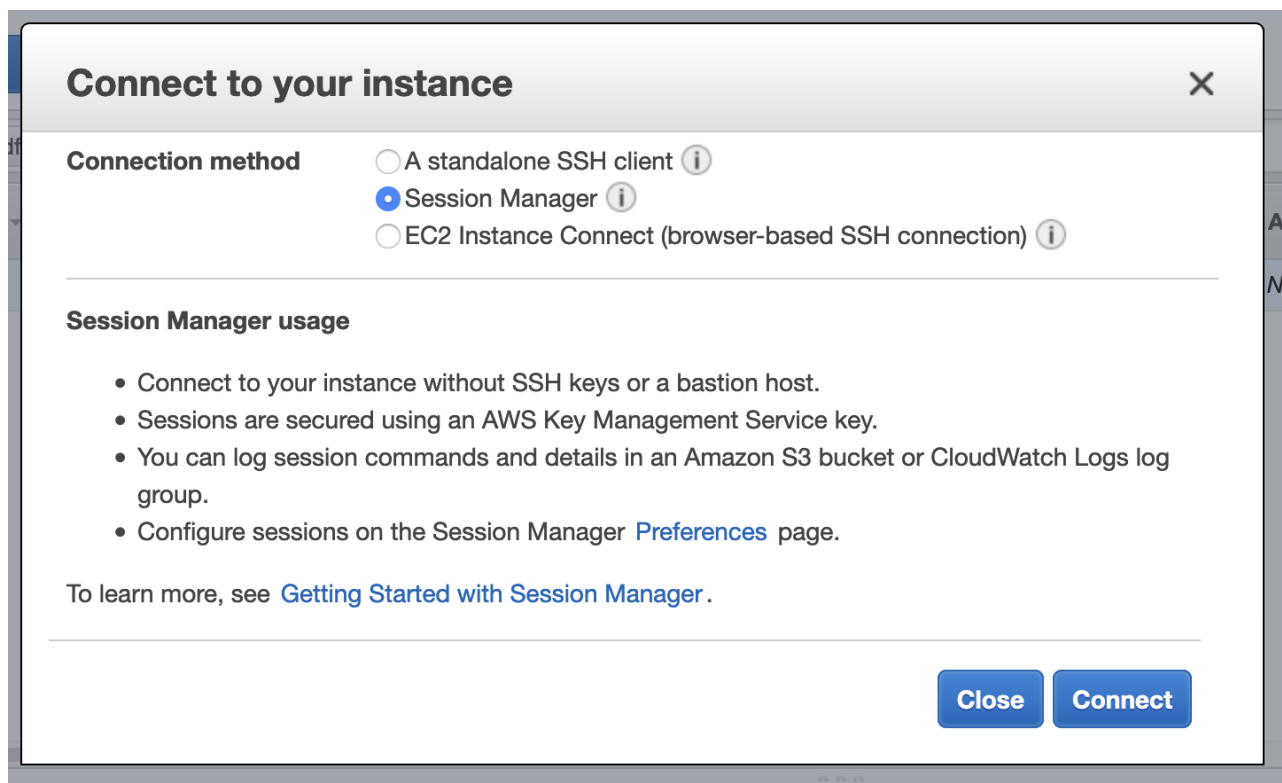 Connect to your instance
Connection method
A standalone SSH client
Session Manager
EC2 Instance Connect (browser-based SSH connection)
Session Manager usage
• Connect to your instance without SSH keys or a bastion host.
• Sessions are secured using an AWS Key Management Service key.
• You can log session commands and details in an Amazon S3 bucket or CloudWatch Logs log
group.
• Configure sessions on the Session Manager Preferences page.
To learn more, see Getting Started with Session Manager.
Close Connect